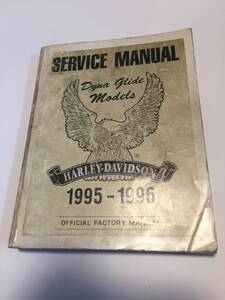 SERVICE MANUAL
Dyna Glide
Models
®
HARLEY-DAVIDSON
1995-1996
OFFICIAL FACTORY MANUAL